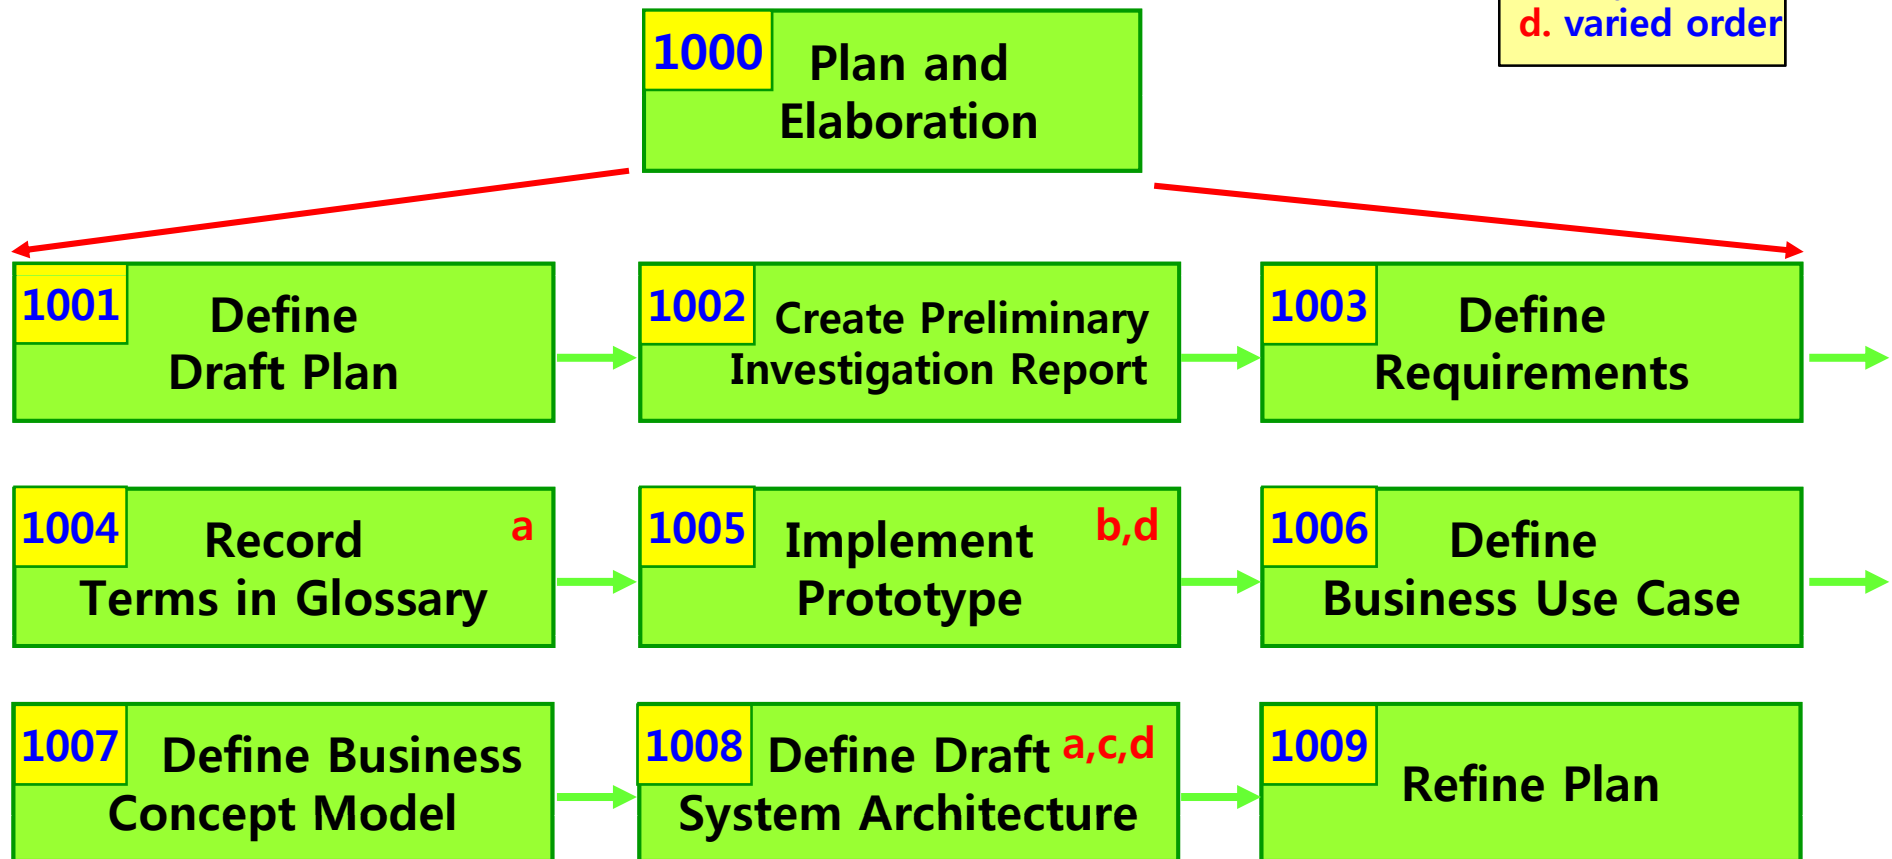 d. varied order
1000
Plan and
Elaboration
1001
Define
Draft Plan
1002
Create Preliminary
Investigation Report
1003
Define
Requirements
1004
Record
a
Terms in Glossary
1005
Implement
b,d
Prototype
1006
Define
Business Use Case
1007
Define Business
Concept Model
1008
Define Draft
a,c,d
System Architecture
1009
Refine Plan